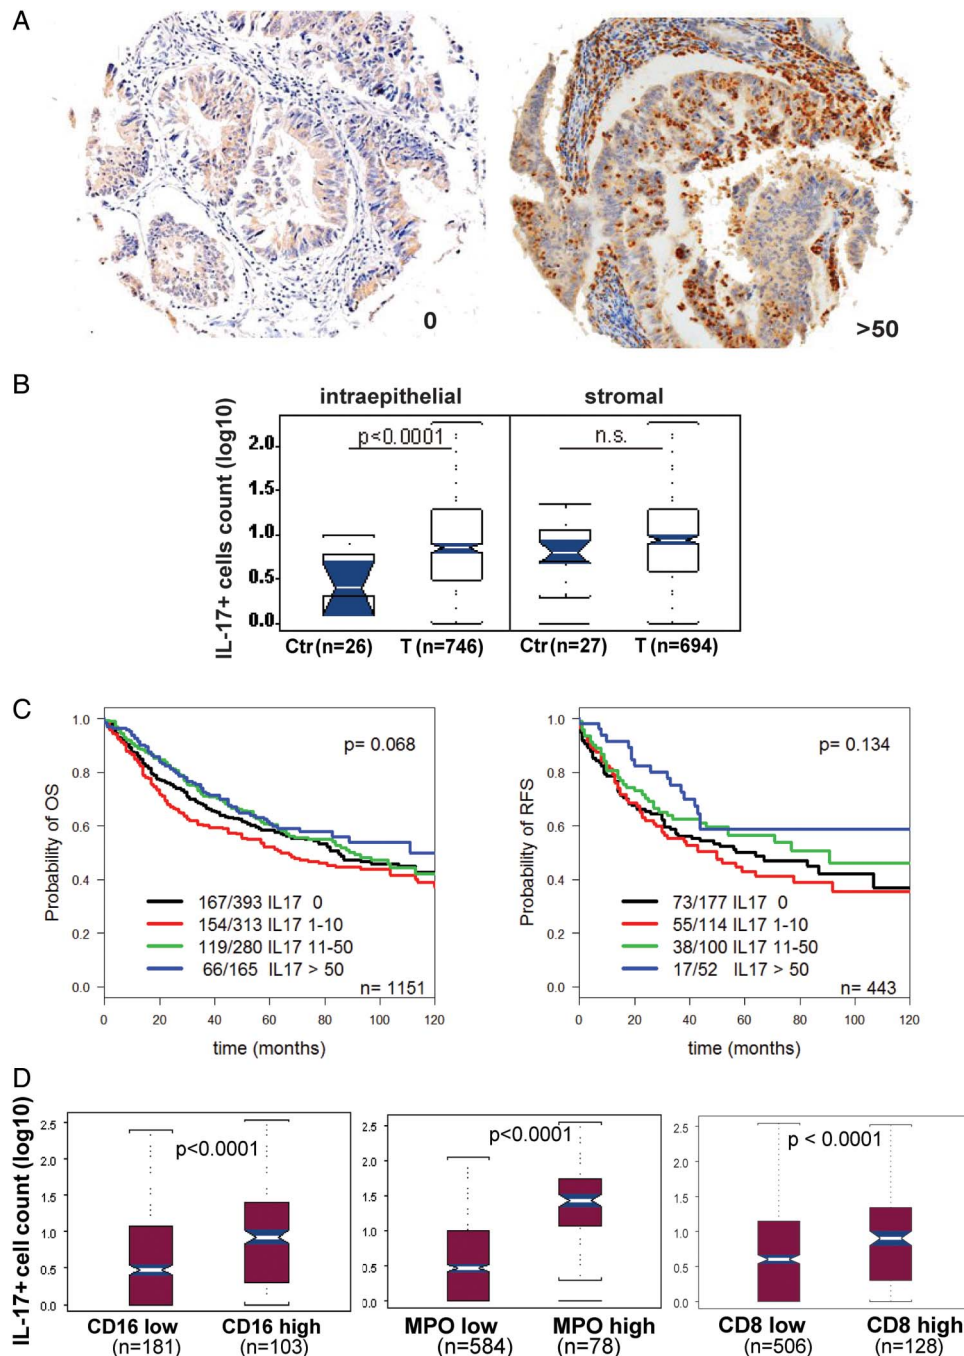 A
0
>50
B
intraepithelial
stromal
IL-17+ cells count (log10)
p<0.0001
n.s.
2.0
1.5
1.0
0.5
0.0
Ctr (n=26)
T (n=746)
Ctr (n=27)
T (n=694)
C
Probability of OS
1.0
0.8
0.6
0.4
0.2
0.0
p= 0.068
167/393 IL17 0
154/313 IL17 1-10
119/280 IL17 11-50
66/165 IL17 > 50
n= 1151
0 20 40 60 80 100 120
time (months)
Probability of RFS
1.0
0.8
0.6
0.4
0.2
0.0
p= 0.134
73/177 IL17 0
55/114 IL17 1-10
38/100 IL17 11-50
17/52 IL17 > 50
n= 443
0 20 40 60 80 100 120
time (months)
D
IL-17+ cell count (log10)
2.5
2.0
1.5
1.0
0.5
0.0
p<0.0001
CD16 low
(n=181)
CD16 high
(n=103)
2.5
2.0
1.5
1.0
0.5
0.0
p<0.0001
MPO low
(n=584)
MPO high
(n=78)
2.5
2.0
1.5
1.0
0.5
0.0
p < 0.0001
CD8 low
(n=506)
CD8 high
(n=128)